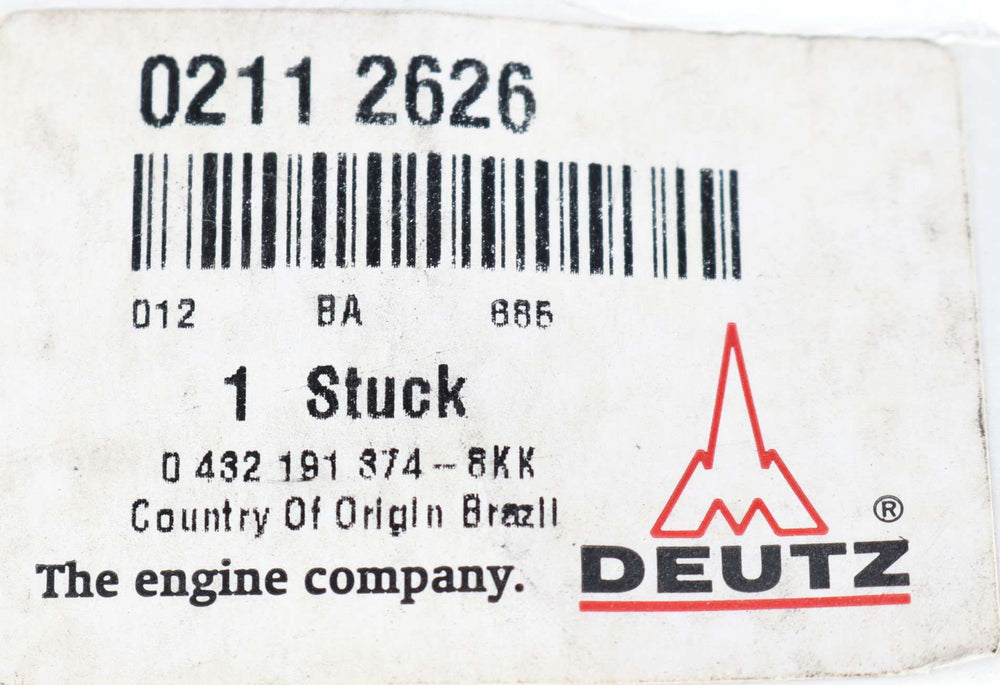 0211 2626
012 BA 685
1 Stuck
0 432 191 374 - 8KK
Country Of Origin Brazil
The engine company.
DEUTZ ®